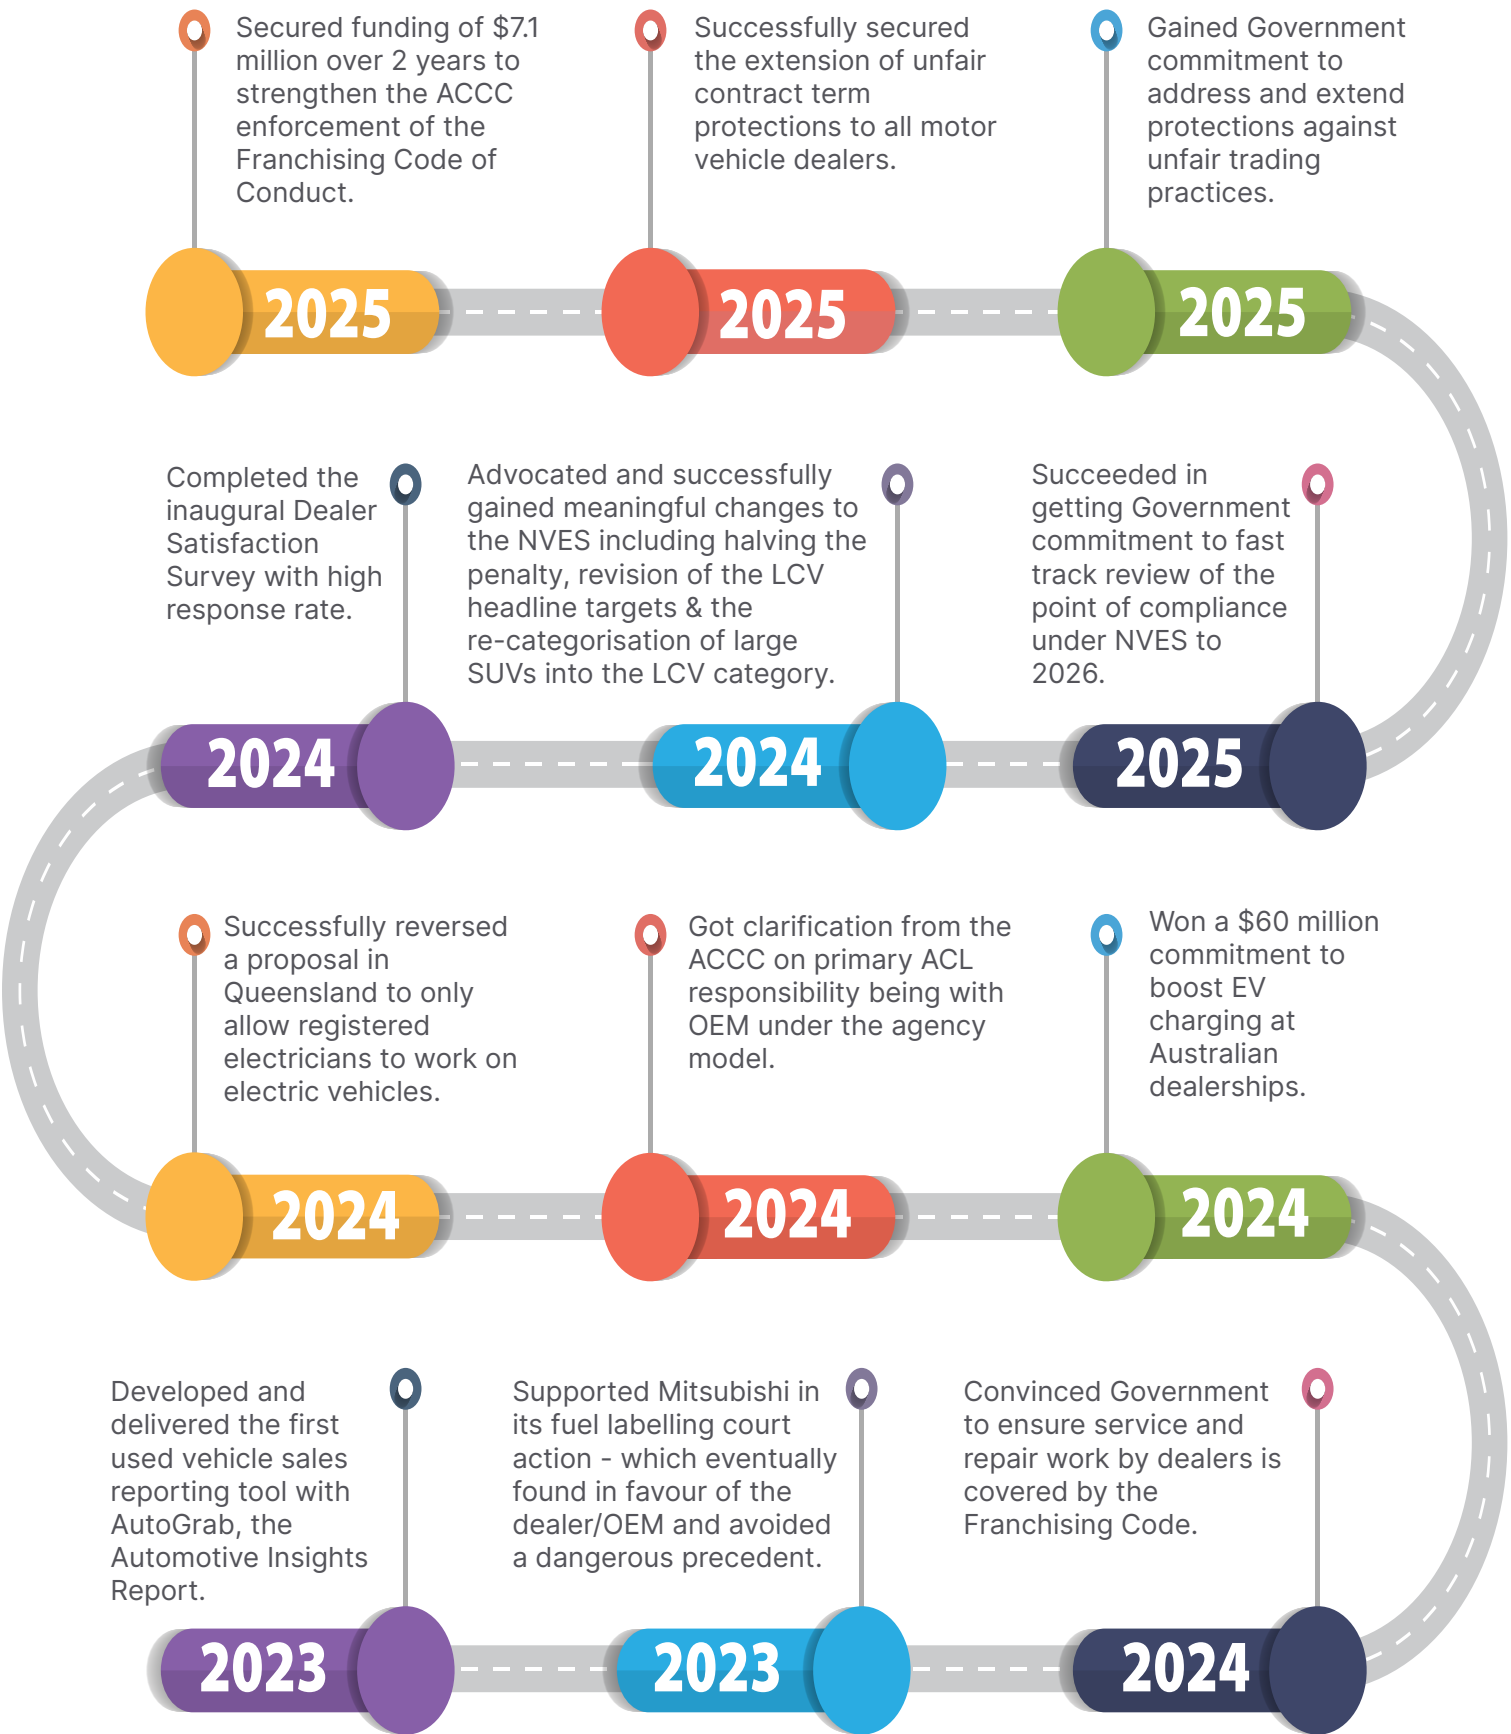 Secured funding of $7.1
million over 2 years to
strengthen the ACCC
enforcement of the
Franchising Code of
Conduct.
2025
Successfully secured
the extension of unfair
contract term
protections to all motor
vehicle dealers.
2025
Gained Government
commitment to
address and extend
protections against
unfair trading
practices.
2025
Completed the
inaugural Dealer
Satisfaction
Survey with high
response rate.
2024
Advocated and successfully
gained meaningful changes to
the NVES including halving the
penalty, revision of the LCV
headline targets & the
re-categorisation of large
SUVs into the LCV category.
2024
Succeeded in
getting Government
commitment to fast
track review of the
point of compliance
under NVES to
2026.
2025
Successfully reversed
a proposal in
Queensland to only
allow registered
electricians to work on
electric vehicles.
2024
Got clarification from the
ACCC on primary ACL
responsibility being with
OEM under the agency
model.
2024
Won a $60 million
commitment to
boost EV
charging at
Australian
dealerships.
2024
Developed and
delivered the first
used vehicle sales
reporting tool with
AutoGrab, the
Automotive Insights
Report.
2023
Supported Mitsubishi in
its fuel labelling court
action - which eventually
found in favour of the
dealer/OEM and avoided
a dangerous precedent.
2023
Convinced Government
to ensure service and
repair work by dealers is
covered by the
Franchising Code.
2024